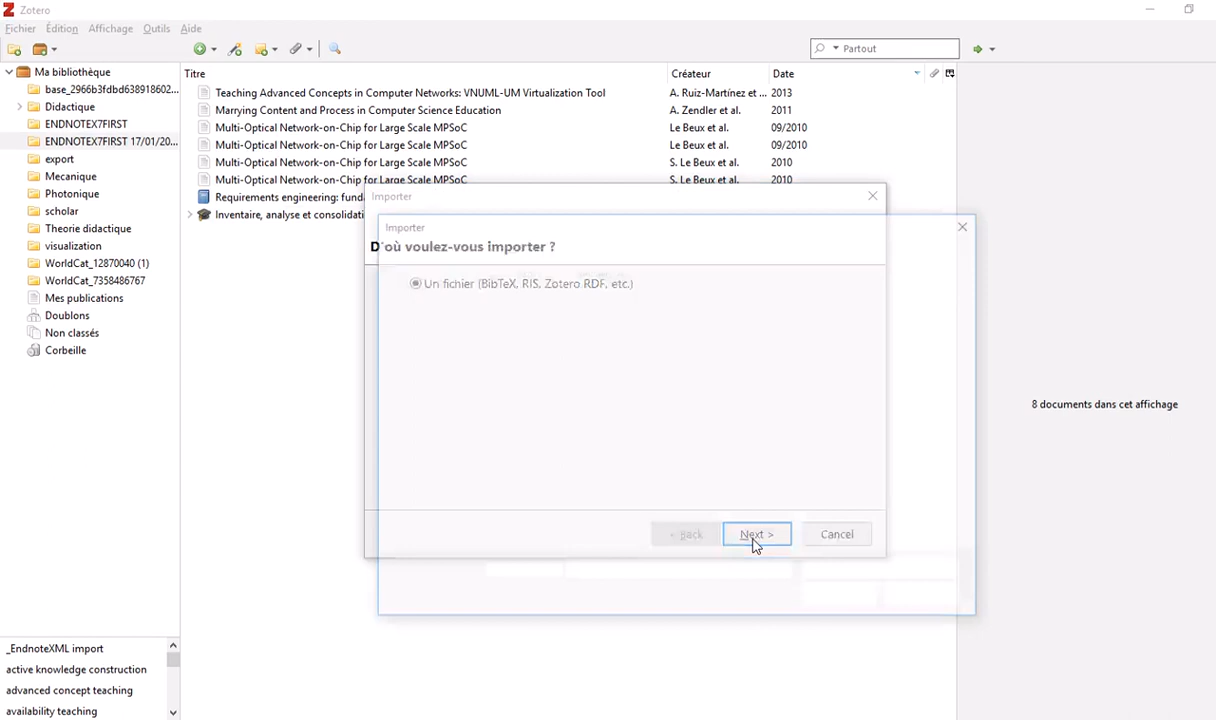 Zotero
Fichier Édition Affichage Outils Aide
Partout
Ma bibliothèque
base_2966b3fdbd638918602...
Didactique
ENDNOTEX7FIRST
ENDNOTEX7FIRST 17/01/20...
export
Mecanique
Photonique
scholar
Theorie didactique
visualization
WorldCat_12870040 (1)
WorldCat_7358486767
Mes publications
Doublons
Non classés
Corbeille
Titre Créateur Date
Teaching Advanced Concepts in Computer Networks: VNUML-UM Virtualization Tool A. Ruiz-Martínez et ... 2013
Marrying Content and Process in Computer Science Education A. Zendler et al. 2011
Multi-Optical Network-on-Chip for Large Scale MPSoC Le Beux et al. 09/2010
Multi-Optical Network-on-Chip for Large Scale MPSoC Le Beux et al. 09/2010
Multi-Optical Network-on-Chip for Large Scale MPSoC S. Le Beux et al. 2010
Multi-Optical Network-on-Chip for Large Scale MPSoC S. Le Beux et al. 2010
Requirements engineering: funda
Inventaire, analyse et consolidati
Importer
Importer
D'où voulez-vous importer ?
Un fichier (BibTeX, RIS, Zotero RDF, etc.)
< Back Next > Cancel
8 documents dans cet affichage
_EndnoteXML import
active knowledge construction
advanced concept teaching
availability teaching